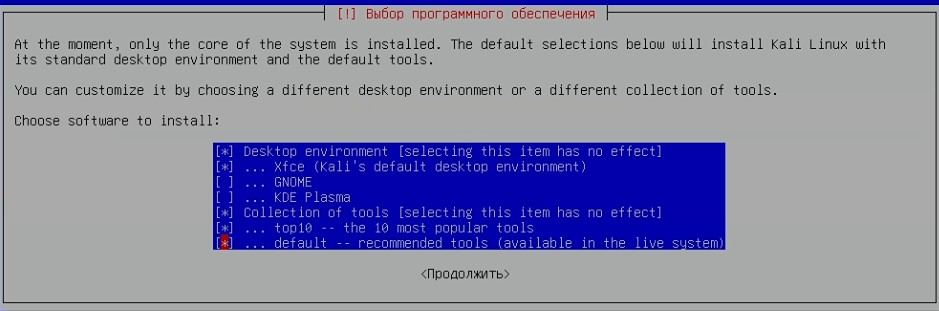 [!] Выбор программного обеспечения
At the moment, only the core of the system is installed. The default selections below will install Kali Linux with
its standard desktop environment and the default tools.
You can customize it by choosing a different desktop environment or a different collection of tools.
Choose software to install:
[*] Desktop environment [selecting this item has no effect]
[*] ... Xfce (Kali's default desktop environment)
[ ] ... GNOME
[ ] ... KDE Plasma
[*] Collection of tools [selecting this item has no effect]
[*] ... top10 -- the 10 most popular tools
[*] ... default -- recommended tools (available in the live system)
<Продолжить>